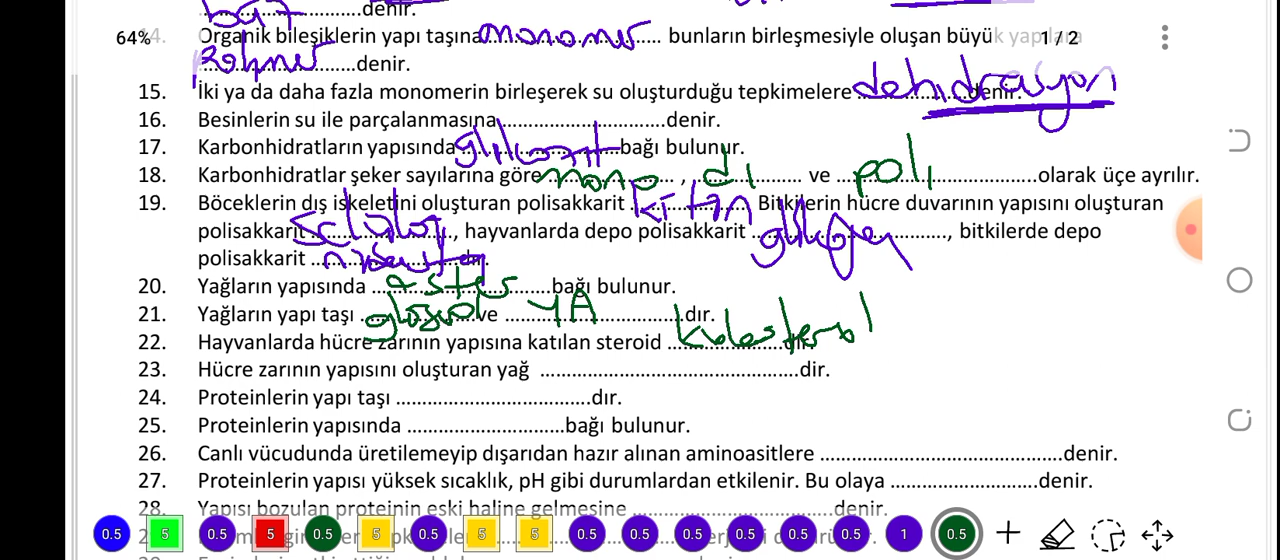 baz
..........................denir.
64%
1 / 2
4. Organik bileşiklerin yapı taşına monomer bunların birleşmesiyle oluşan büyük yapılara
polimer denir.
15. İki ya da daha fazla monomerin birleşerek su oluşturduğu tepkimelere dehidrasyon denir.
16. Besinlerin su ile parçalanmasına..............................denir.
17. Karbonhidratların yapısında glikozit bağı bulunur.
18. Karbonhidratlar şeker sayılarına göre mono , di ve poli olarak üçe ayrılır.
19. Böceklerin dış iskeletini oluşturan polisakkarit kitin Bitkilerin hücre duvarının yapısını oluşturan
polisakkarit selüloz, hayvanlarda depo polisakkarit glikojen, bitkilerde depo
polisakkarit nişasta dır.
20. Yağların yapısında ester bağı bulunur.
21. Yağların yapı taşı gliserol ve YA dır.
22. Hayvanlarda hücre zarının yapısına katılan steroid kolesterol dir.
23. Hücre zarının yapısını oluşturan yağ ..............................................dir.
24. Proteinlerin yapı taşı ...................................dır.
25. Proteinlerin yapısında ............................bağı bulunur.
26. Canlı vücudunda üretilemeyip dışarıdan hazır alınan aminoasitlere ...........................................denir.
27. Proteinlerin yapısı yüksek sıcaklık, pH gibi durumlardan etkilenir. Bu olaya ...........................denir.
28. Yapısı bozulan proteinin eski haline gelmesine ....................................denir.
0.5 5 0.5 5 0.5 5 0.5 5 5 0.5 0.5 0.5 0.5 0.5 0.5 1 0.5